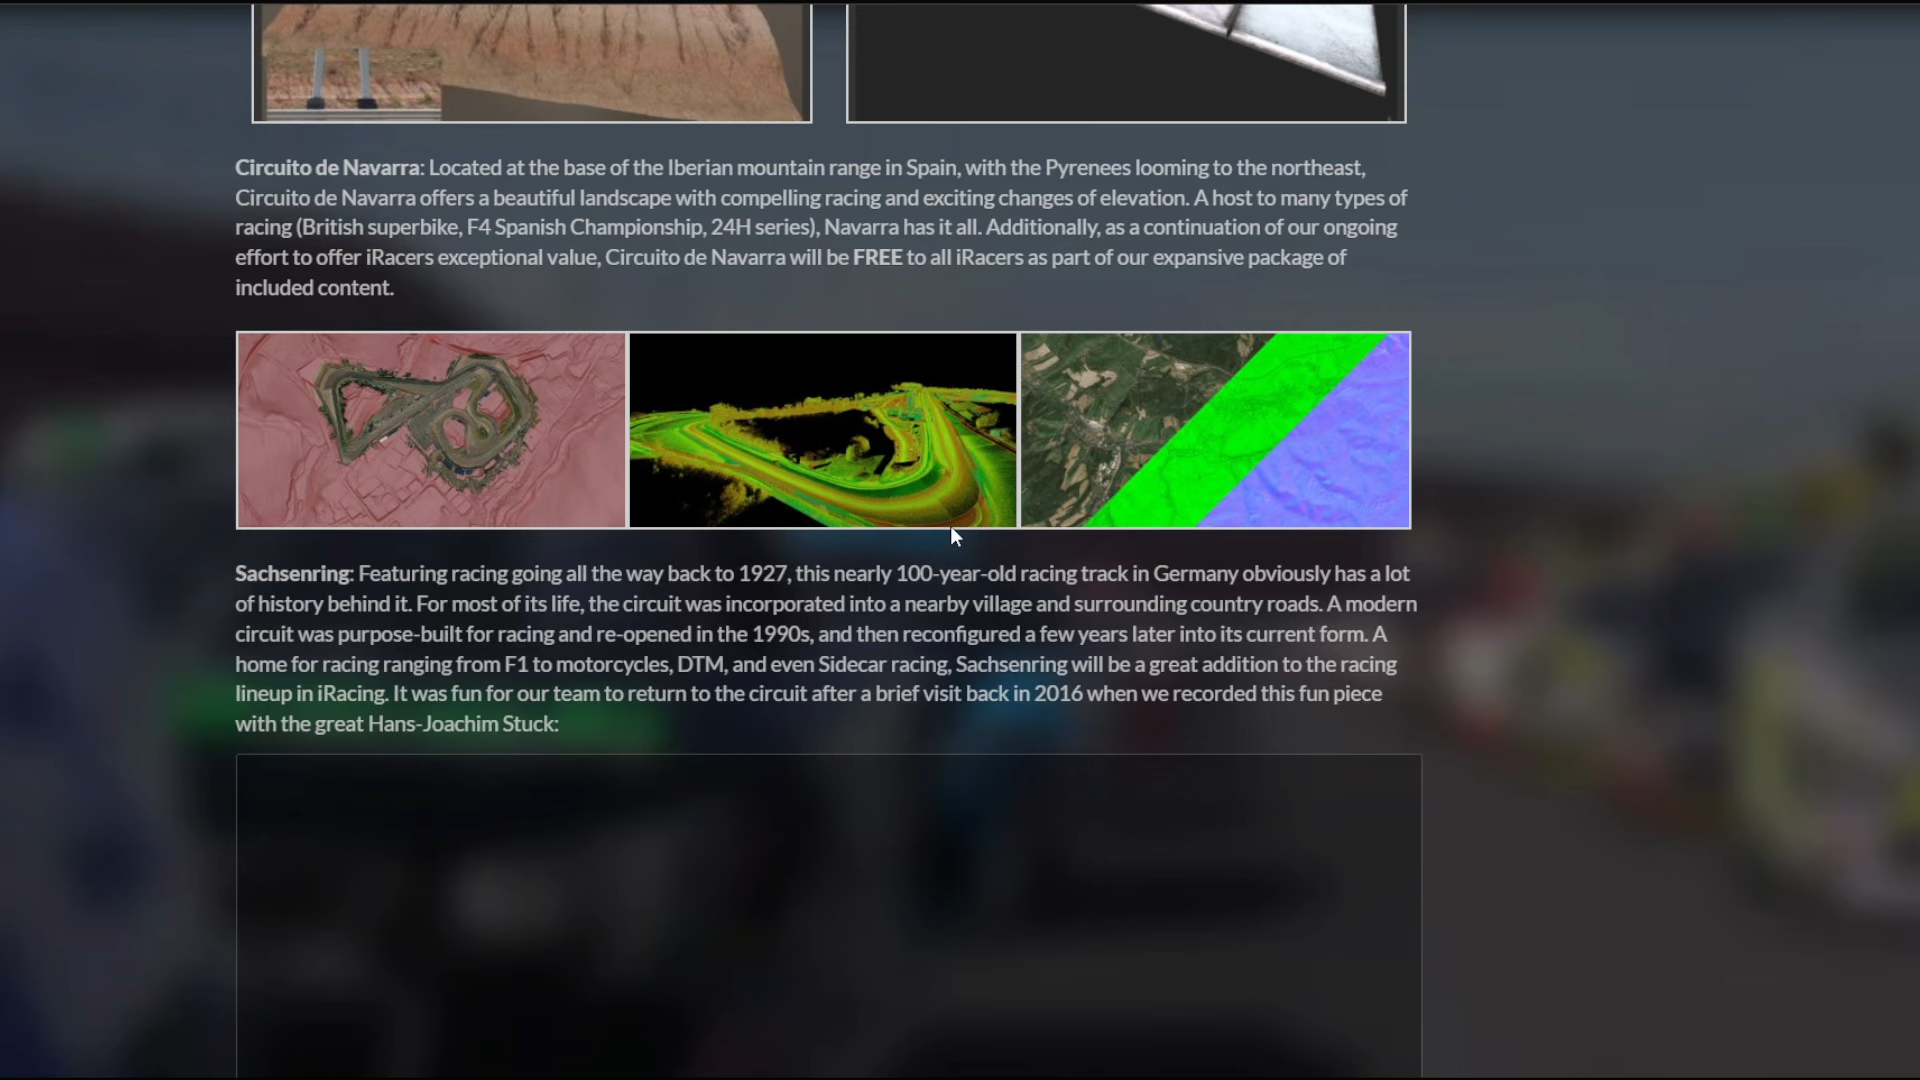 Circuito de Navarra: Located at the base of the Iberian mountain range in Spain, with the Pyrenees looming to the northeast,
Circuito de Navarra offers a beautiful landscape with compelling racing and exciting changes of elevation. A host to many types of
racing (British superbike, F4 Spanish Championship, 24H series), Navarra has it all. Additionally, as a continuation of our ongoing
effort to offer iRacers exceptional value, Circuito de Navarra will be FREE to all iRacers as part of our expansive package of
included content.
Sachsenring: Featuring racing going all the way back to 1927, this nearly 100-year-old racing track in Germany obviously has a lot
of history behind it. For most of its life, the circuit was incorporated into a nearby village and surrounding country roads. A modern
circuit was purpose-built for racing and re-opened in the 1990s, and then reconfigured a few years later into its current form. A
home for racing ranging from F1 to motorcycles, DTM, and even Sidecar racing, Sachsenring will be a great addition to the racing
lineup in iRacing. It was fun for our team to return to the circuit after a brief visit back in 2016 when we recorded this fun piece
with the great Hans-Joachim Stuck: